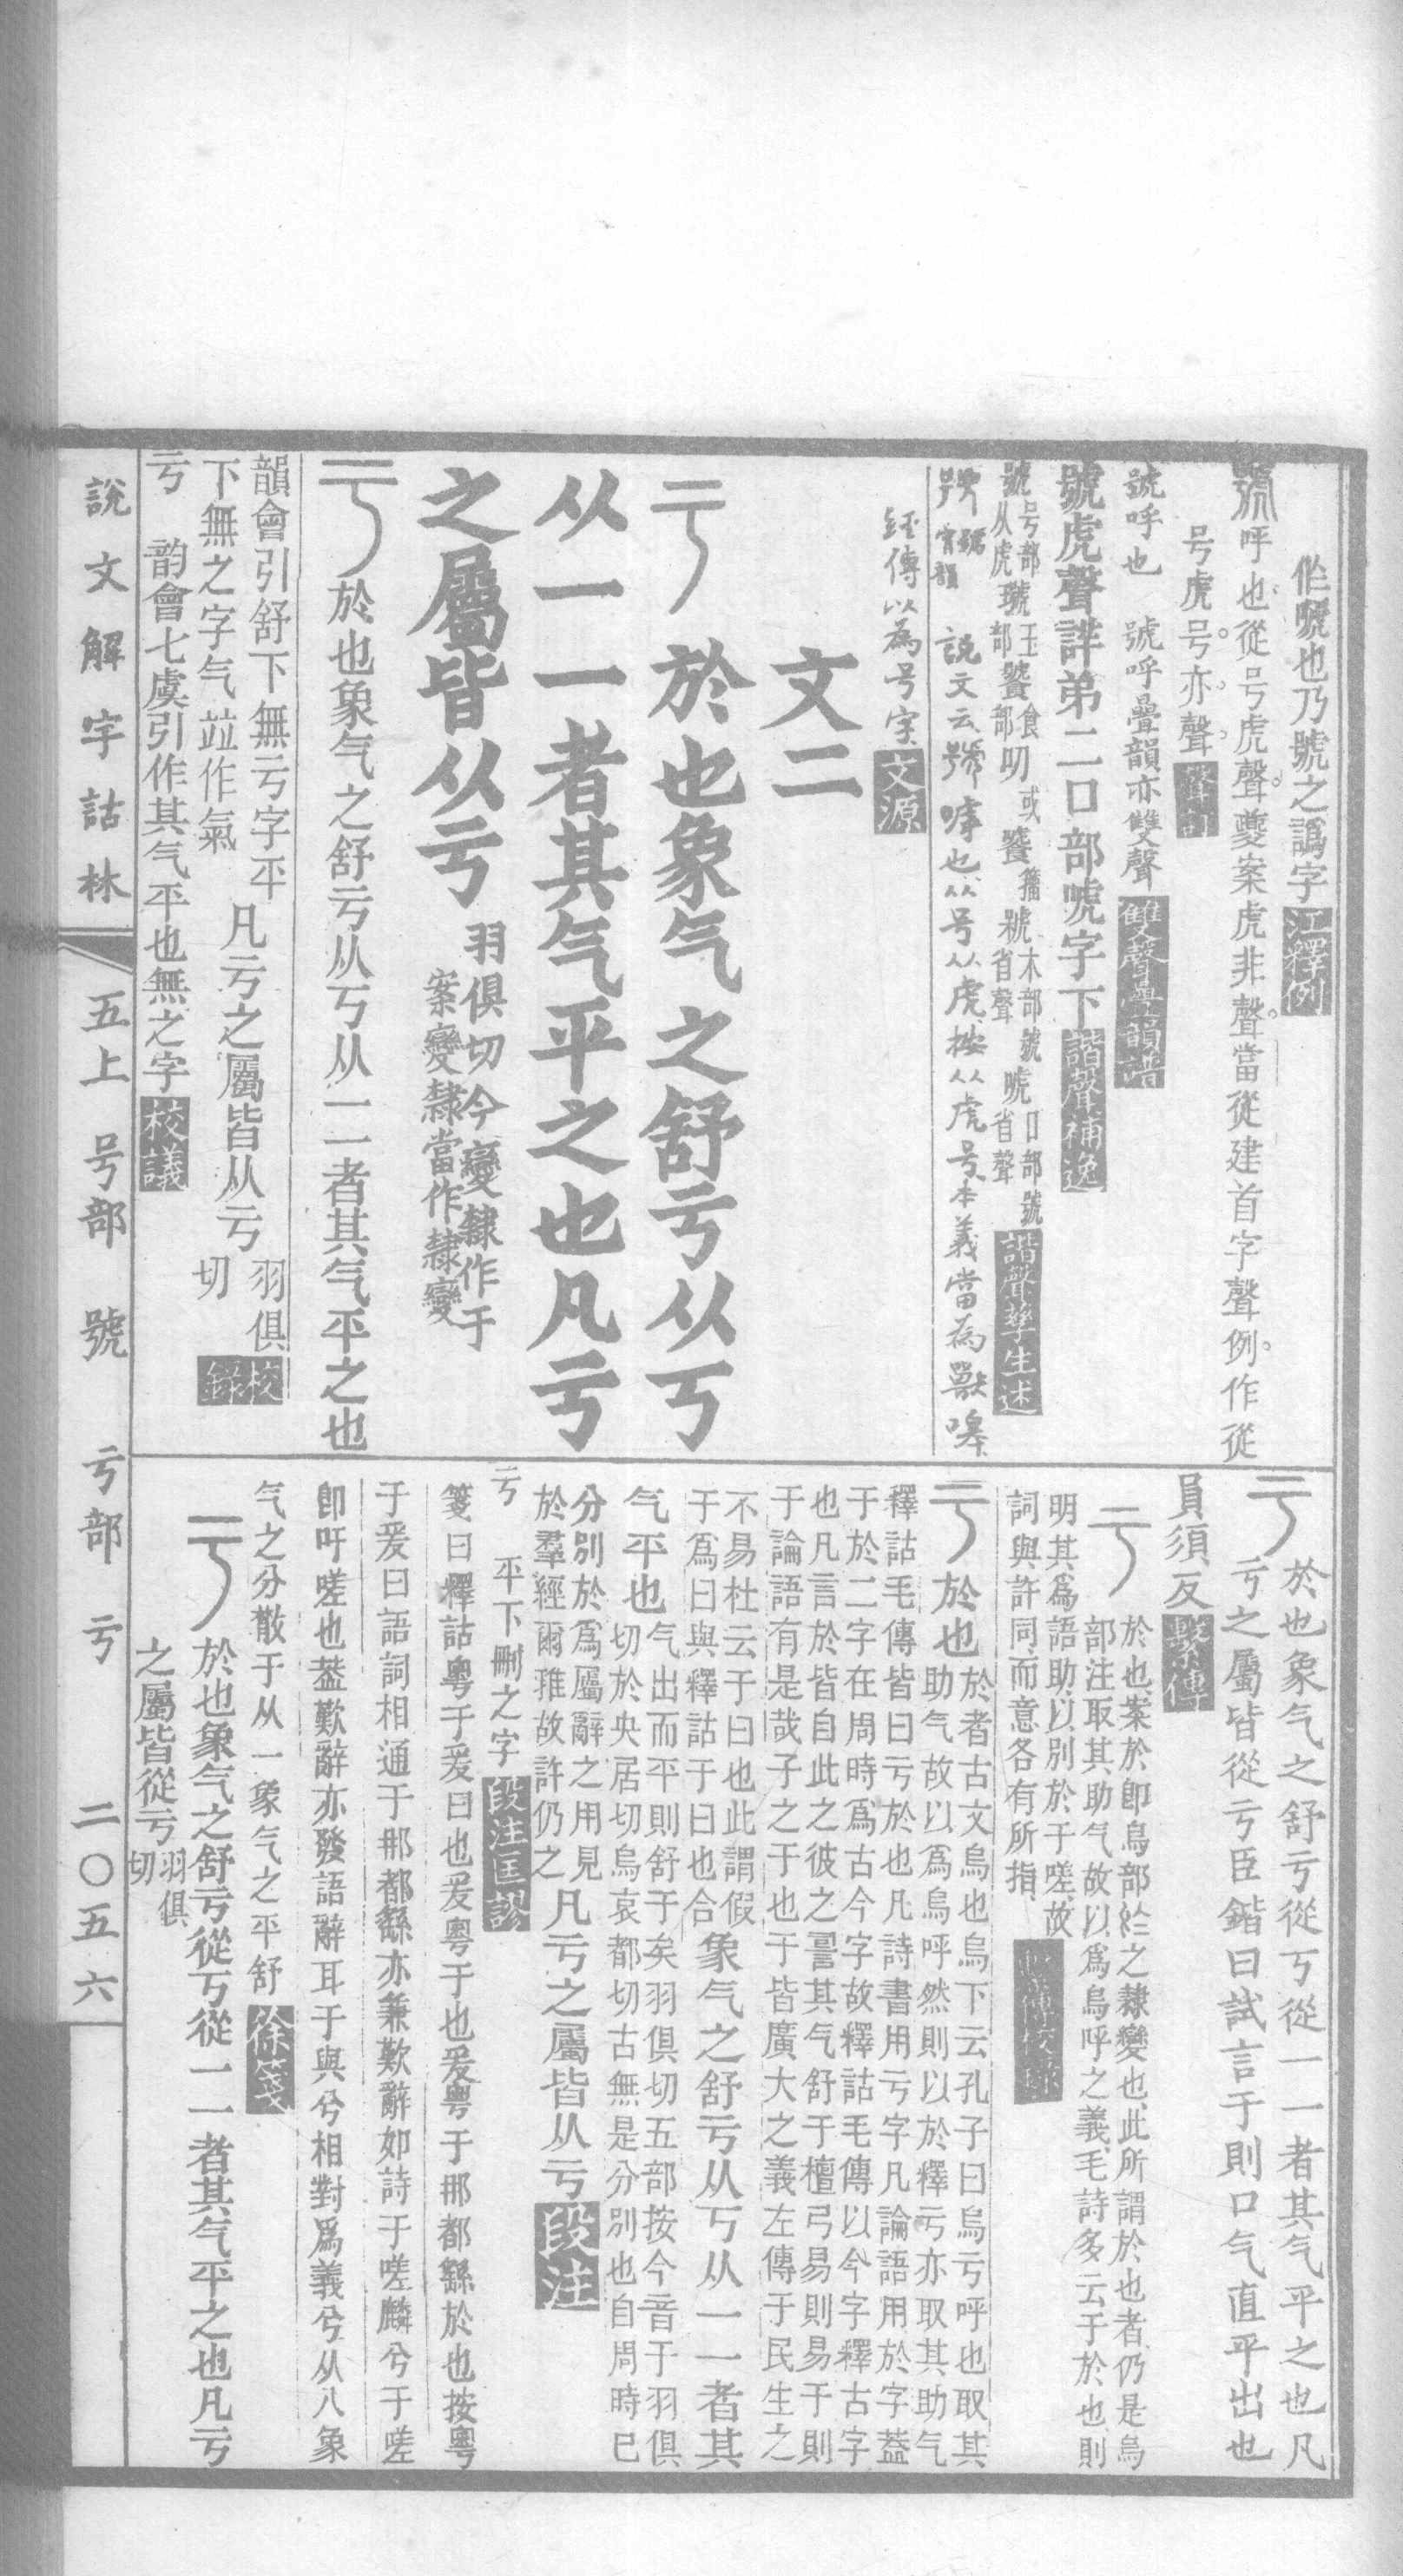 作嘑也乃號之譌字江釋例
呼也從号虎聲夔案虎非聲當從建首字聲例作從
号虎号亦聲聲訂
號呼也　號呼疊韻亦雙聲雙聲疊韻譜
號虎聲詳弟二口部唬字下諧聲補逸
號号部从虎
饕食部叨或饕籒號省聲
號木部號
唬口部號省聲
諧聲孳生述
説文云號嘑也从号从虎按从虎号本義當為獸嗥
經傳以為号字文源
文二
於也象气之舒亏从丂
从一一者其气平之也凡亏
之屬皆从亏
羽俱切今變隸作于
案變隸當作隸變
於也象气之舒亏从丂从一一者其气平之也
韻會引舒下無亏字平
下無之字气竝作氣
凡亏之屬皆从亏羽俱切校錄
亏　韵會七虞引作其气平也無之字校議
於也象气之舒亏從丂從一一者其气平之也凡
亏之屬皆從亏臣鍇曰試言于則口气直平出也
員須反繫傳
於也案於卽烏部於之隸變也此所謂於也者仍是烏
部注取其助气故以爲烏呼之義毛詩多云于於也則
明其爲語助以別於于嗟故
詞與許同而意各有所指
於也
於者古文烏也烏下云孔子曰烏亏呼也取其
助气故以爲烏呼然則以於釋亏亦取其助气
釋詁毛傳皆曰亏於也凡詩書用亏字凡論語用於字葢
于於二字在周時爲古今字故釋詁毛傳以今字釋古字
也凡言於皆自此之彼之䛐其气舒于檀弓易則易于則
于論語有是哉子之于也于皆廣大之義左傳于民生之
不易杜云于曰也此謂假
于爲曰與釋詁于曰也合
象气之舒亏从丂从一一者其
气平也
气出而平則舒于矣羽俱切五部按今音于羽俱
切於央居切烏哀都切古無是分別也自周時已
分別於爲屬辭之用見
於羣經爾雅故許仍之
凡亏之屬皆从亏段注
亏　平下刪之字段注匡謬
箋曰釋詁粵于爰曰也爰粵于也爰粵于那都繇於也按粵
于爰曰語詞相通于那都繇亦兼歎辭如詩于嗟麟兮于嗟
卽吁嗟也葢歎辭亦發語辭耳于與兮相對爲義兮从八象
气之分散于从一象气之平舒徐箋
於也象气之舒亏從丂從一一者其气平之也凡亏
之屬皆從亏羽俱切
說文解字詁林　五上　号部　號　亏部　亏　二〇五六